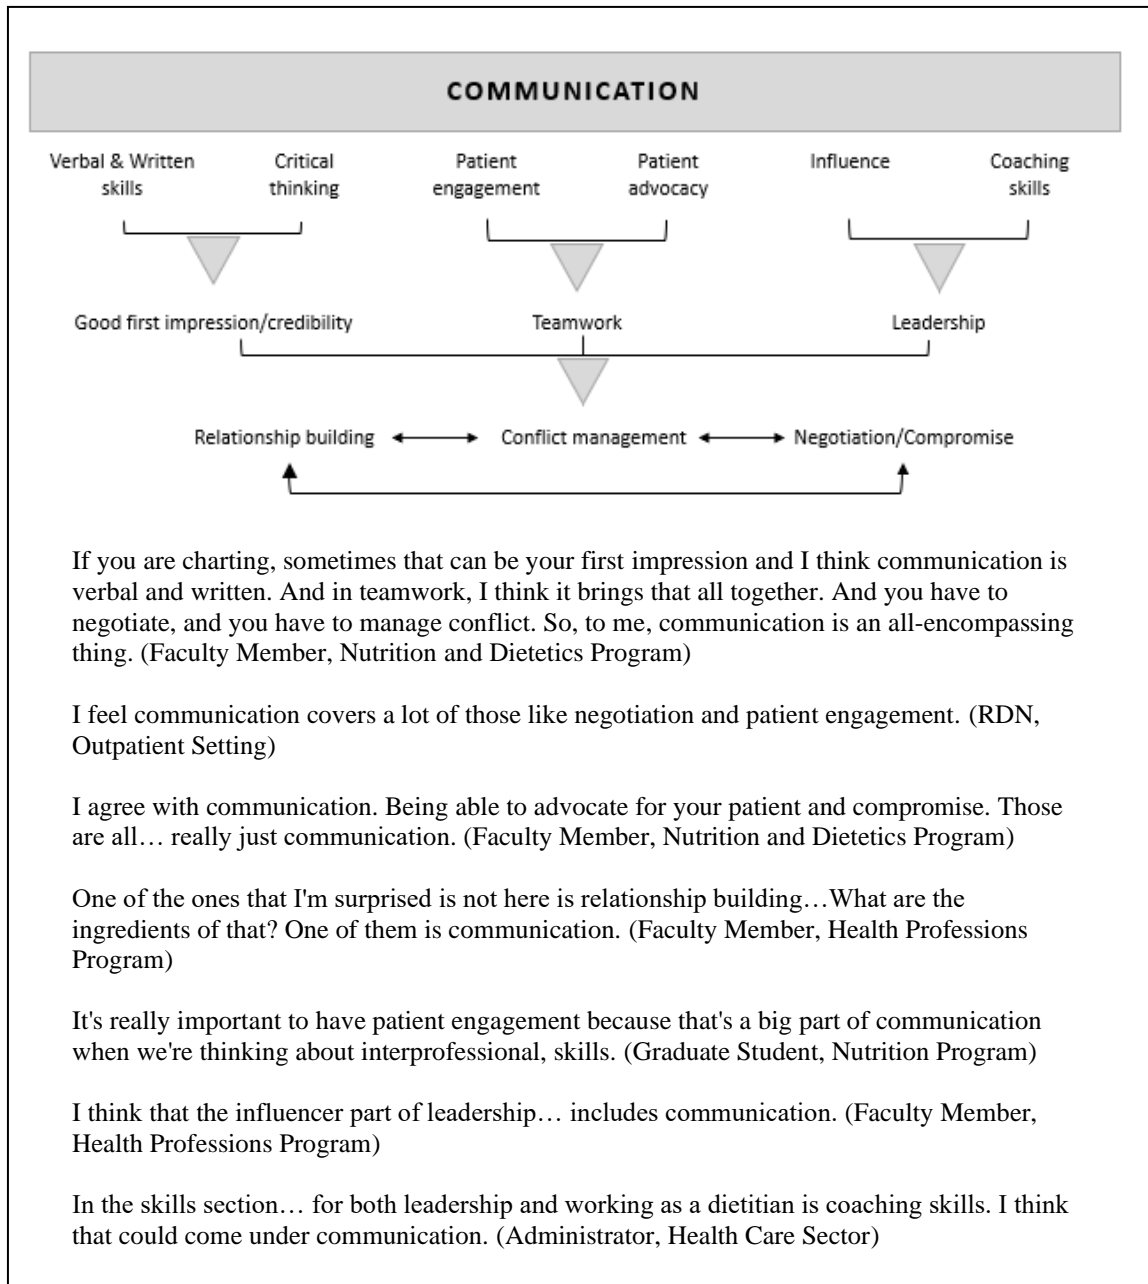 COMMUNICATION
Verbal & Written Critical Patient Patient Influence Coaching
skills thinking engagement advocacy skills
Good first impression/credibility Teamwork Leadership
Relationship building Conflict management Negotiation/Compromise
If you are charting, sometimes that can be your first impression and I think communication is
verbal and written. And in teamwork, I think it brings that all together. And you have to
negotiate, and you have to manage conflict. So, to me, communication is an all-encompassing
thing. (Faculty Member, Nutrition and Dietetics Program)
I feel communication covers a lot of those like negotiation and patient engagement. (RDN,
Outpatient Setting)
I agree with communication. Being able to advocate for your patient and compromise. Those
are all… really just communication. (Faculty Member, Nutrition and Dietetics Program)
One of the ones that I'm surprised is not here is relationship building…What are the
ingredients of that? One of them is communication. (Faculty Member, Health Professions
Program)
It's really important to have patient engagement because that's a big part of communication
when we're thinking about interprofessional, skills. (Graduate Student, Nutrition Program)
I think that the influencer part of leadership… includes communication. (Faculty Member,
Health Professions Program)
In the skills section… for both leadership and working as a dietitian is coaching skills. I think
that could come under communication. (Administrator, Health Care Sector)